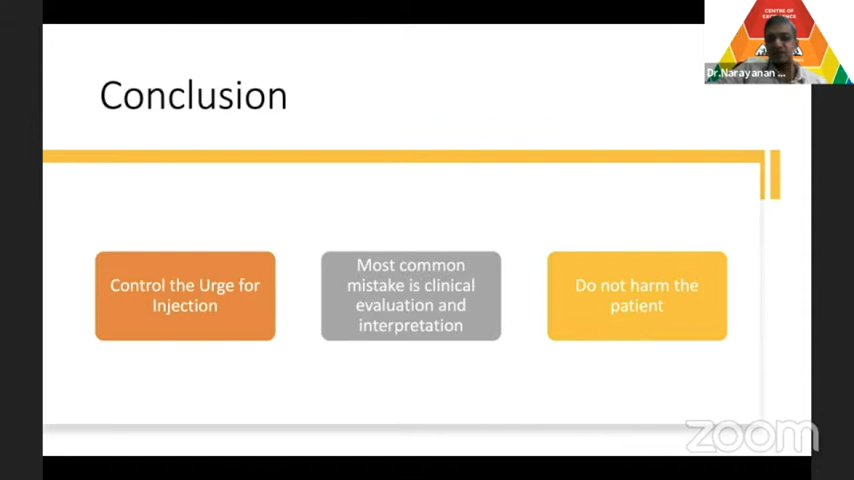 CENTRE OF
EXCELLENCE
Dr.Narayanan ...
Conclusion
Control the Urge for
Injection
Most common
mistake is clinical
evaluation and
interpretation
Do not harm the
patient
zoom